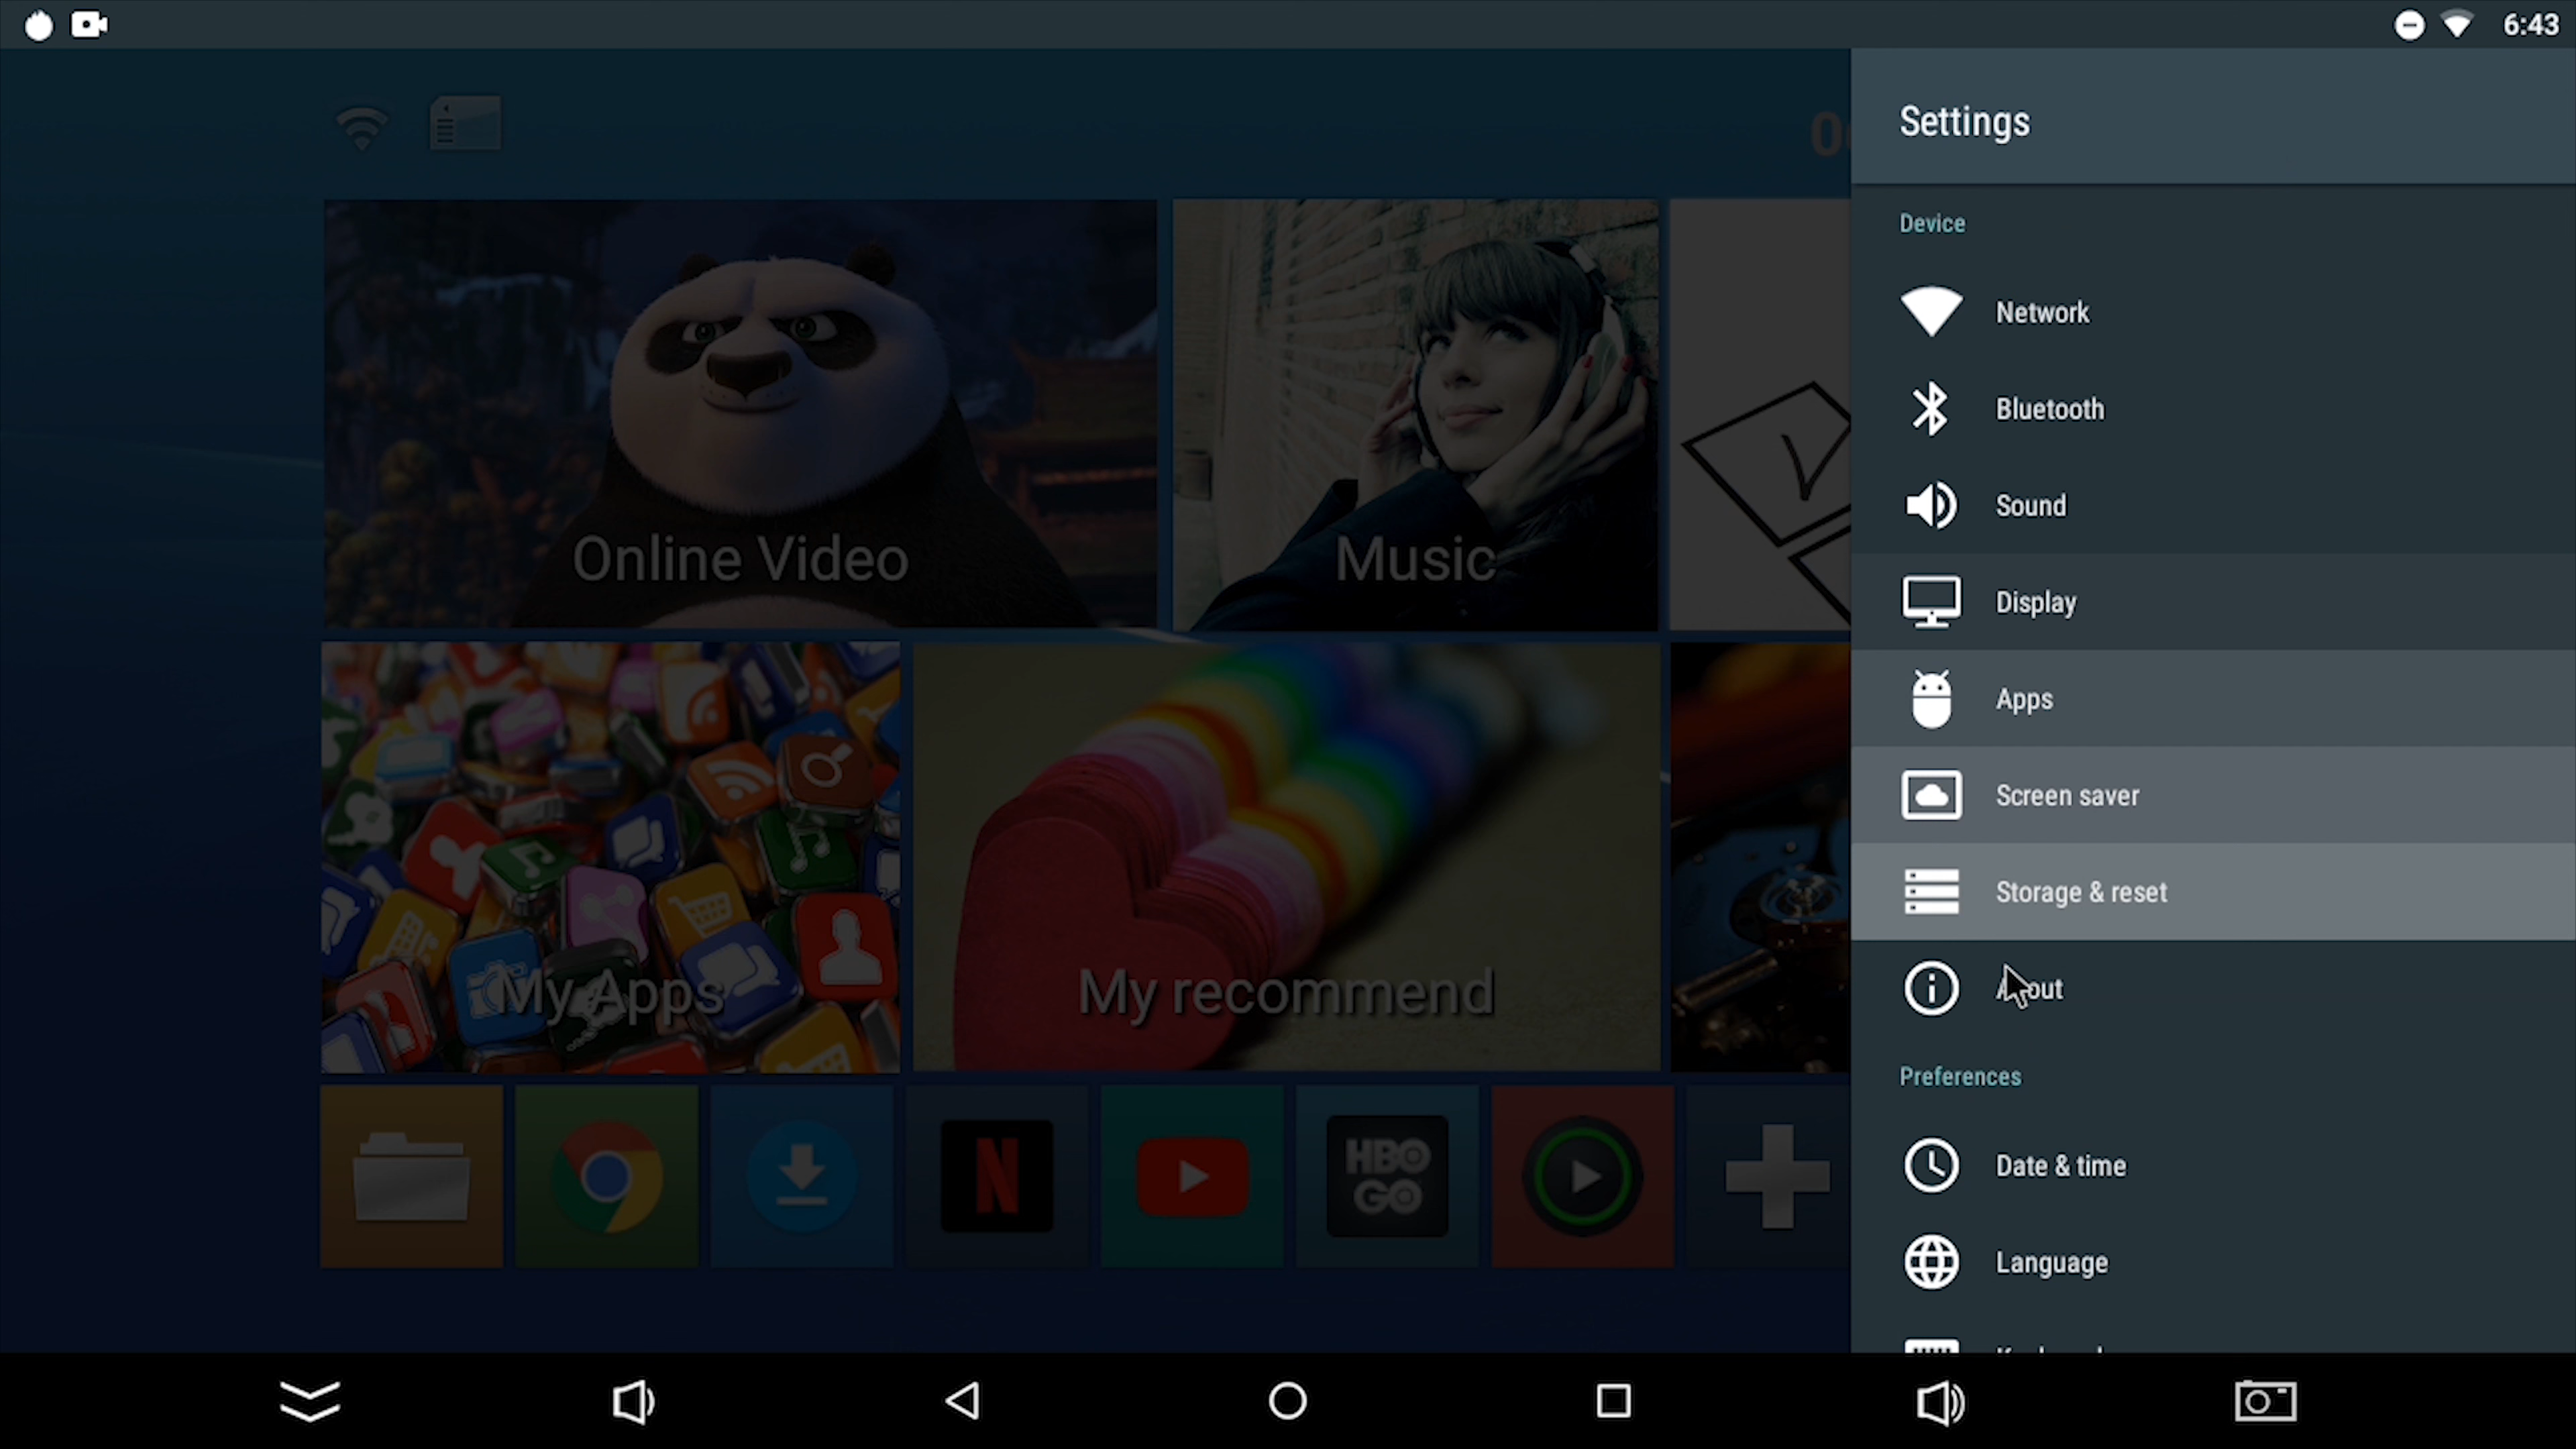 6:43
Settings
Device
Network
Bluetooth
Sound
Display
Apps
Screen saver
Storage & reset
About
Preferences
Date & time
Language
Online Video
Music
My Apps
My recommend
N
HBO
GO